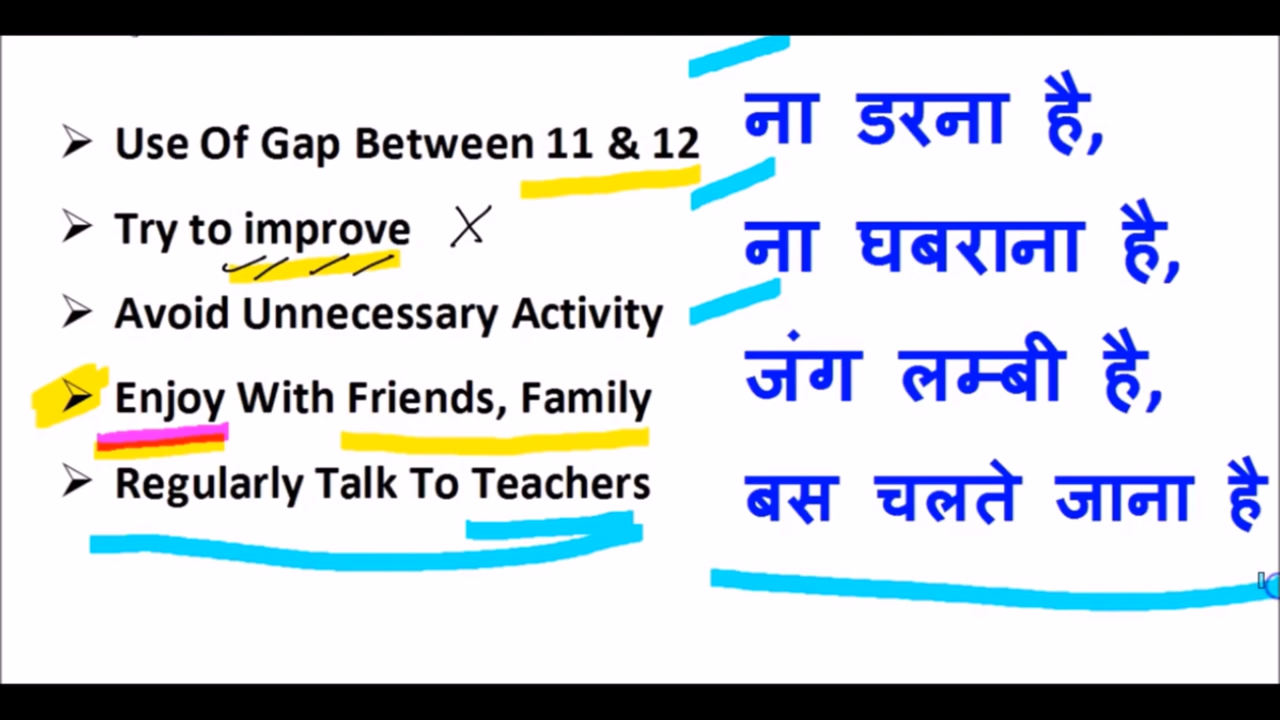 Use Of Gap Between 11 & 12
Try to improve
Avoid Unnecessary Activity
Enjoy With Friends, Family
Regularly Talk To Teachers
ना डरना है,
ना घबराना है,
जंग लम्बी है,
बस चलते जाना है